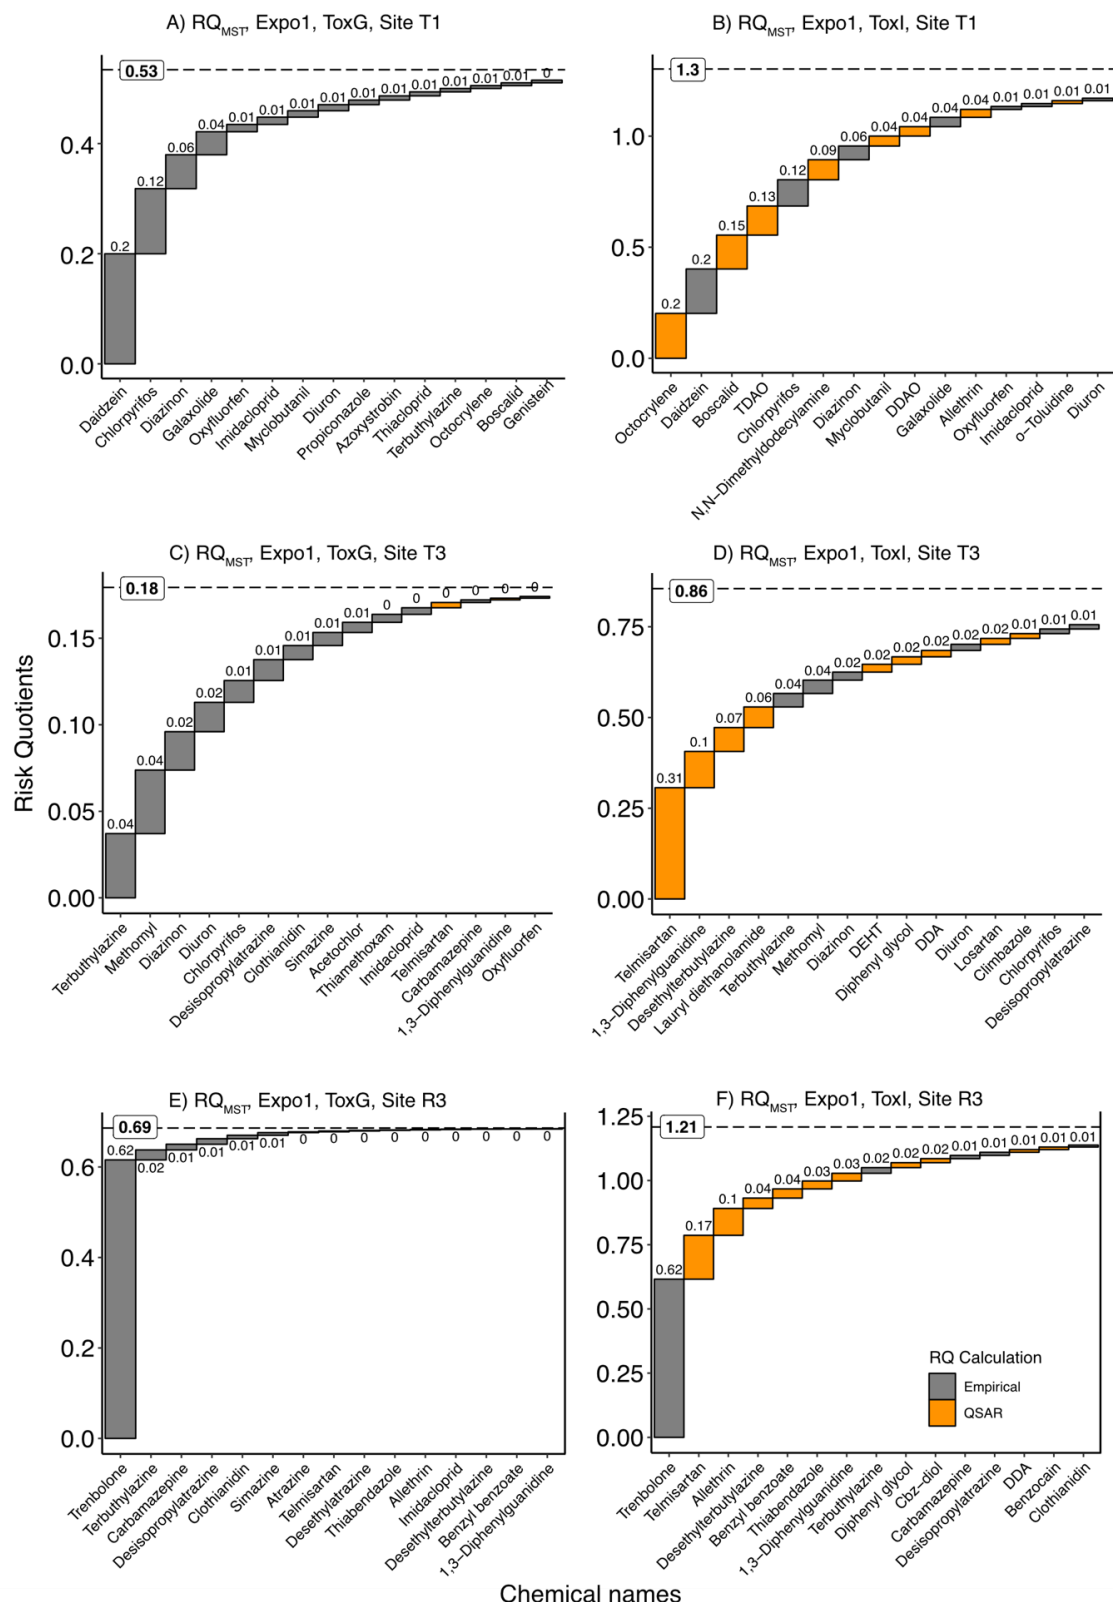 A) RQMST, Expo1, ToxG, Site T1
0.53
0.4
0.2
0.0
0.2
0.12
0.06
0.04
0.01
0.01
0.01
0.01
0.01
0.01
0.01
0.01
0.01
0.01
0
Daidzein
Chlorpyrifos
Diazinon
Galaxolide
Oxyfluorfen
Imidacloprid
Myclobutanil
Diuron
Propiconazole
Azoxystrobin
Thiacloprid
Terbuthylazine
Octocrylene
Boscalid
Genistein
B) RQMST, Expo1, ToxI, Site T1
1.3
1.0
0.5
0.0
0.2
0.2
0.15
0.13
0.12
0.09
0.06
0.04
0.04
0.04
0.04
0.01
0.01
0.01
0.01
Octocrylene
Daidzein
Boscalid
TDAO
Chlorpyrifos
N,N−Dimethyldodecylamine
Diazinon
Myclobutanil
DDAO
Galaxolide
Allethrin
Oxyfluorfen
Imidacloprid
o−Toluidine
Diuron
C) RQMST, Expo1, ToxG, Site T3
0.18
0.15
0.10
0.05
0.00
0.04
0.04
0.02
0.02
0.01
0.01
0.01
0.01
0.01
0
0
0
0
0
0
Terbuthylazine
Methomyl
Diazinon
Diuron
Chlorpyrifos
Desisopropylatrazine
Clothianidin
Simazine
Acetochlor
Thiamethoxam
Imidacloprid
Telmisartan
Carbamazepine
1,3−Diphenylguanidine
Oxyfluorfen
D) RQMST, Expo1, ToxI, Site T3
0.86
0.75
0.50
0.25
0.00
0.31
0.1
0.07
0.06
0.04
0.04
0.02
0.02
0.02
0.02
0.02
0.02
0.01
0.01
0.01
Telmisartan
1,3−Diphenylguanidine
Desethylterbutylazine
Lauryl diethanolamide
Terbuthylazine
Methomyl
Diazinon
DEHT
Diphenyl glycol
DDA
Diuron
Losartan
Climbazole
Chlorpyrifos
Desisopropylatrazine
Risk Quotients
E) RQMST, Expo1, ToxG, Site R3
0.69
0.6
0.4
0.2
0.0
0.62
0.02
0.01
0.01
0.01
0.01
0
0
0
0
0
0
0
0
0
Trenbolone
Terbuthylazine
Carbamazepine
Desisopropylatrazine
Clothianidin
Simazine
Atrazine
Telmisartan
Desethylatrazine
Thiabendazole
Allethrin
Imidacloprid
Desethylterbutylazine
Benzyl benzoate
1,3−Diphenylguanidine
F) RQMST, Expo1, ToxI, Site R3
1.21
1.25
1.00
0.75
0.50
0.25
0.00
0.62
0.17
0.1
0.04
0.04
0.03
0.03
0.02
0.02
0.02
0.01
0.01
0.01
0.01
0.01
RQ Calculation
Empirical
QSAR
Trenbolone
Telmisartan
Allethrin
Desethylterbutylazine
Benzyl benzoate
Thiabendazole
1,3−Diphenylguanidine
Terbuthylazine
Diphenyl glycol
Cbz−diol
Carbamazepine
Desisopropylatrazine
DDA
Benzocain
Clothianidin
Chemical names